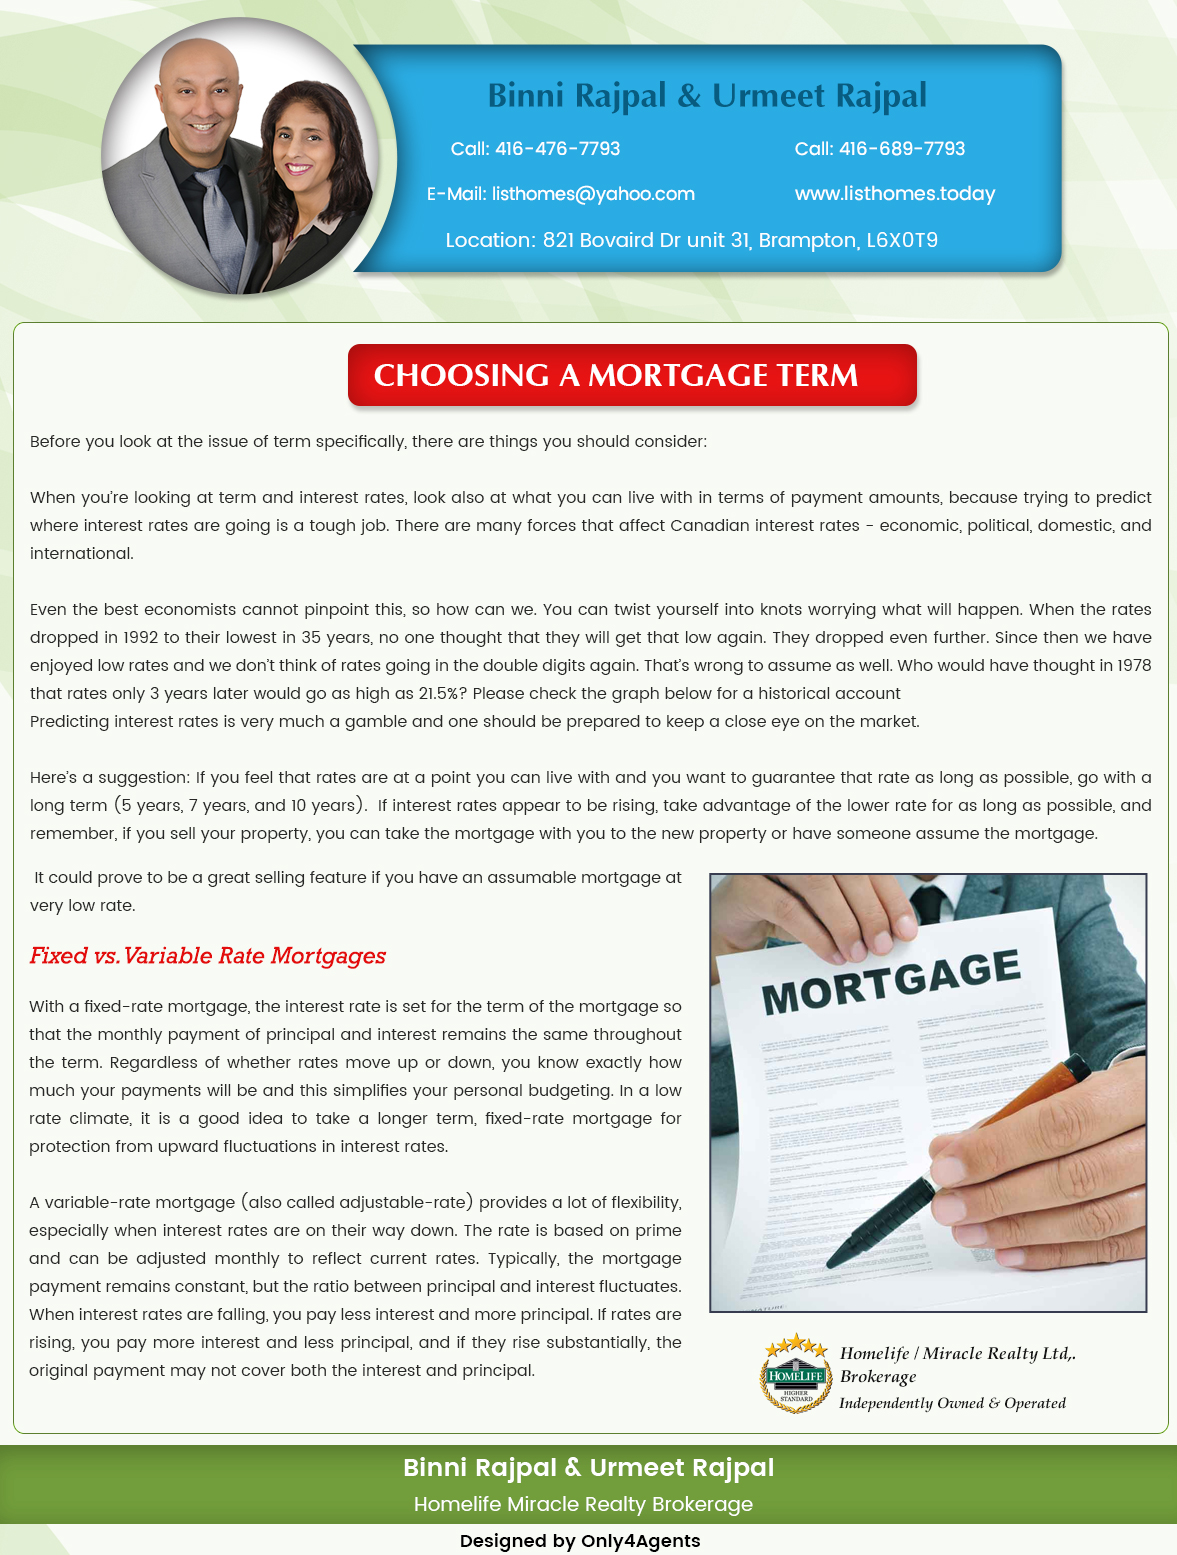 Binni Rajpal & Urmeet Rajpal
Call: 416-476-7793
Call: 416-689-7793
E-Mail: listhomes@yahoo.com
www.listhomes.today
Location: 821 Bovaird Dr unit 31, Brampton, L6X0T9
CHOOSING A MORTGAGE TERM
Before you look at the issue of term specifically, there are things you should consider:
When you're looking at term and interest rates, look also at what you can live with in terms of payment amounts, because trying to predict
where interest rates are going is a tough job. There are many forces that affect Canadian interest rates - economic, political, domestic, and
international.
Even the best economists cannot pinpoint this, so how can we. You can twist yourself into knots worrying what will happen. When the rates
dropped in 1992 to their lowest in 35 years, no one thought that they will get that low again. They dropped even further. Since then we have
enjoyed low rates and we don't think of rates going in the double digits again. That's wrong to assume as well. Who would have thought in 1978
that rates only 3 years later would go as high as 21.5%? Please check the graph below for a historical account
Predicting interest rates is very much a gamble and one should be prepared to keep a close eye on the market.
Here's a suggestion: If you feel that rates are at a point you can live with and you want to guarantee that rate as long as possible, go with a
long term (5 years, 7 years, and 10 years). If interest rates appear to be rising, take advantage of the lower rate for as long as possible, and
remember, if you sell your property, you can take the mortgage with you to the new property or have someone assume the mortgage.
It could prove to be a great selling feature if you have an assumable mortgage at
very low rate.
Fixed vs. Variable Rate Mortgages
With a fixed-rate mortgage, the interest rate is set for the term of the mortgage so
that the monthly payment of principal and interest remains the same throughout
the term. Regardless of whether rates move up or down, you know exactly how
much your payments will be and this simplifies your personal budgeting. In a low
rate climate, it is a good idea to take a longer term, fixed-rate mortgage for
protection from upward fluctuations in interest rates.
A variable-rate mortgage (also called adjustable-rate) provides a lot of flexibility,
especially when interest rates are on their way down. The rate is based on prime
and can be adjusted monthly to reflect current rates. Typically, the mortgage
payment remains constant, but the ratio between principal and interest fluctuates.
When interest rates are falling, you pay less interest and more principal. If rates are
rising, you pay more interest and less principal, and if they rise substantially, the
original payment may not cover both the interest and principal.
MORTGAGE
HOMELIFE
HIGHER
STANDARD
Homelife / Miracle Realty Ltd,.
Brokerage
Independently Owned & Operated
Binni Rajpal & Urmeet Rajpal
Homelife Miracle Realty Brokerage
Designed by Only4Agents